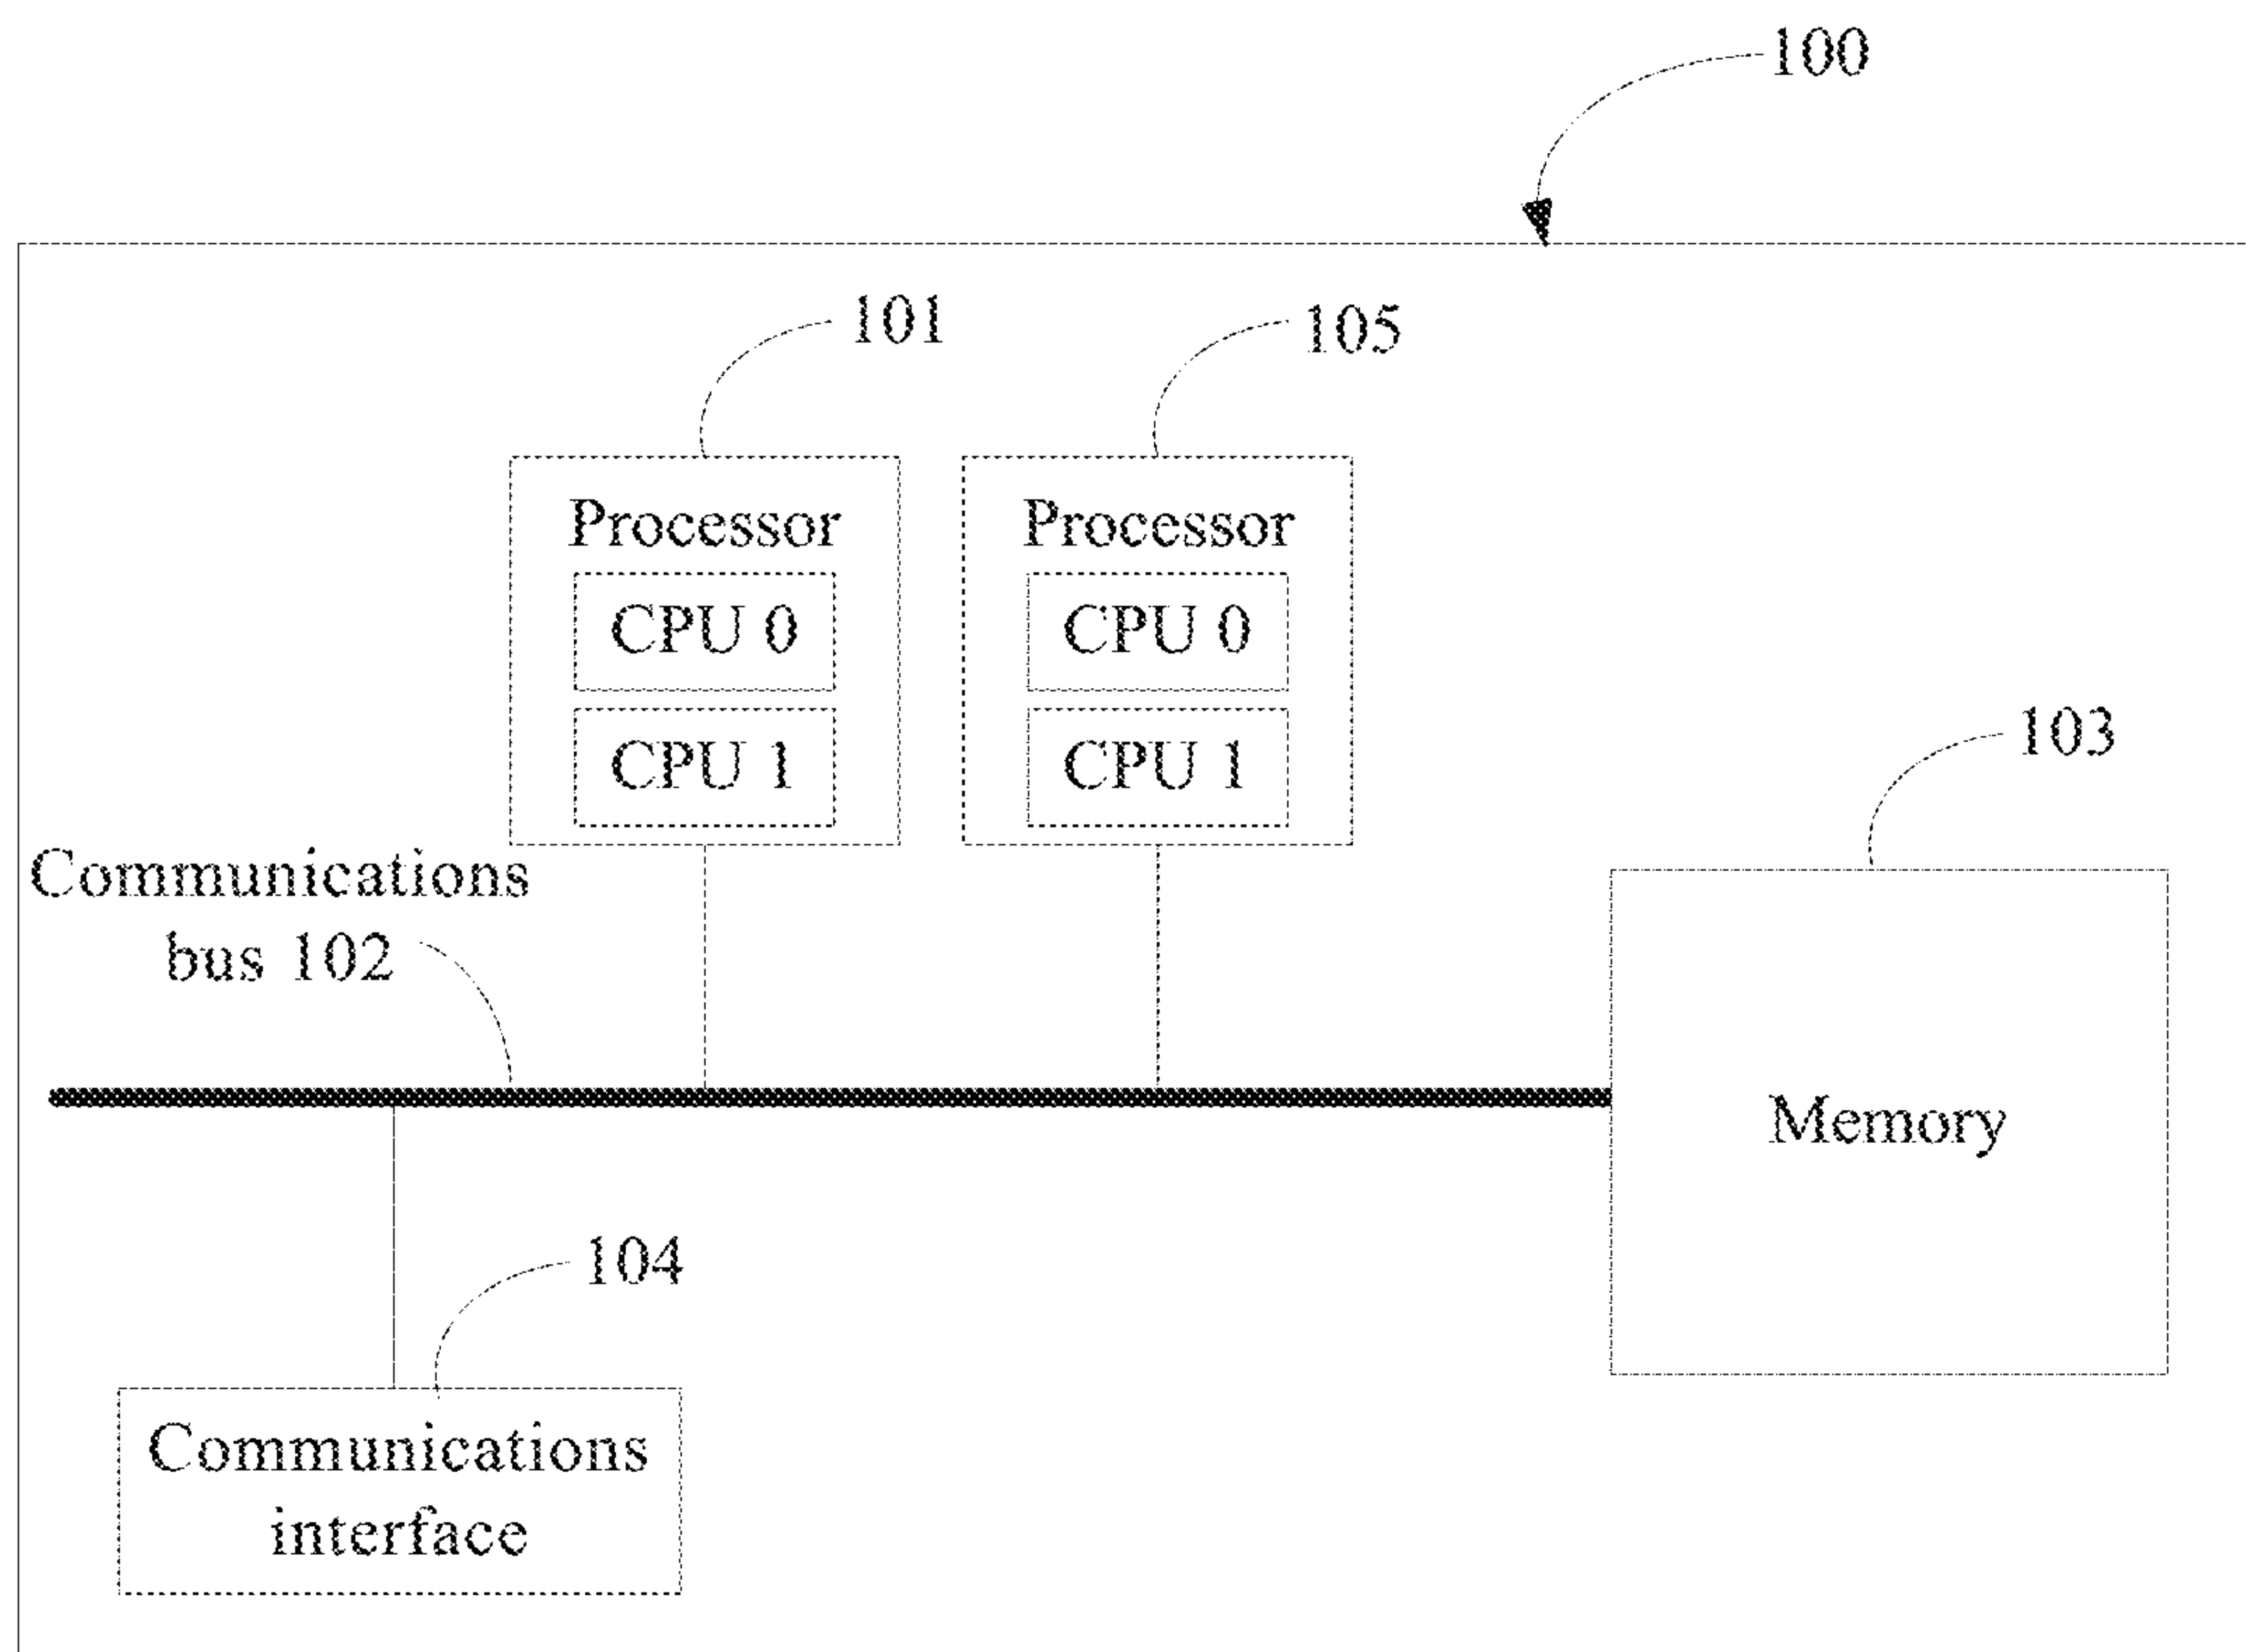 100
101
105
Processor
CPU 0
CPU 1
Processor
CPU 0
CPU 1
103
Communications
bus 102
Memory
104
Communications
interface